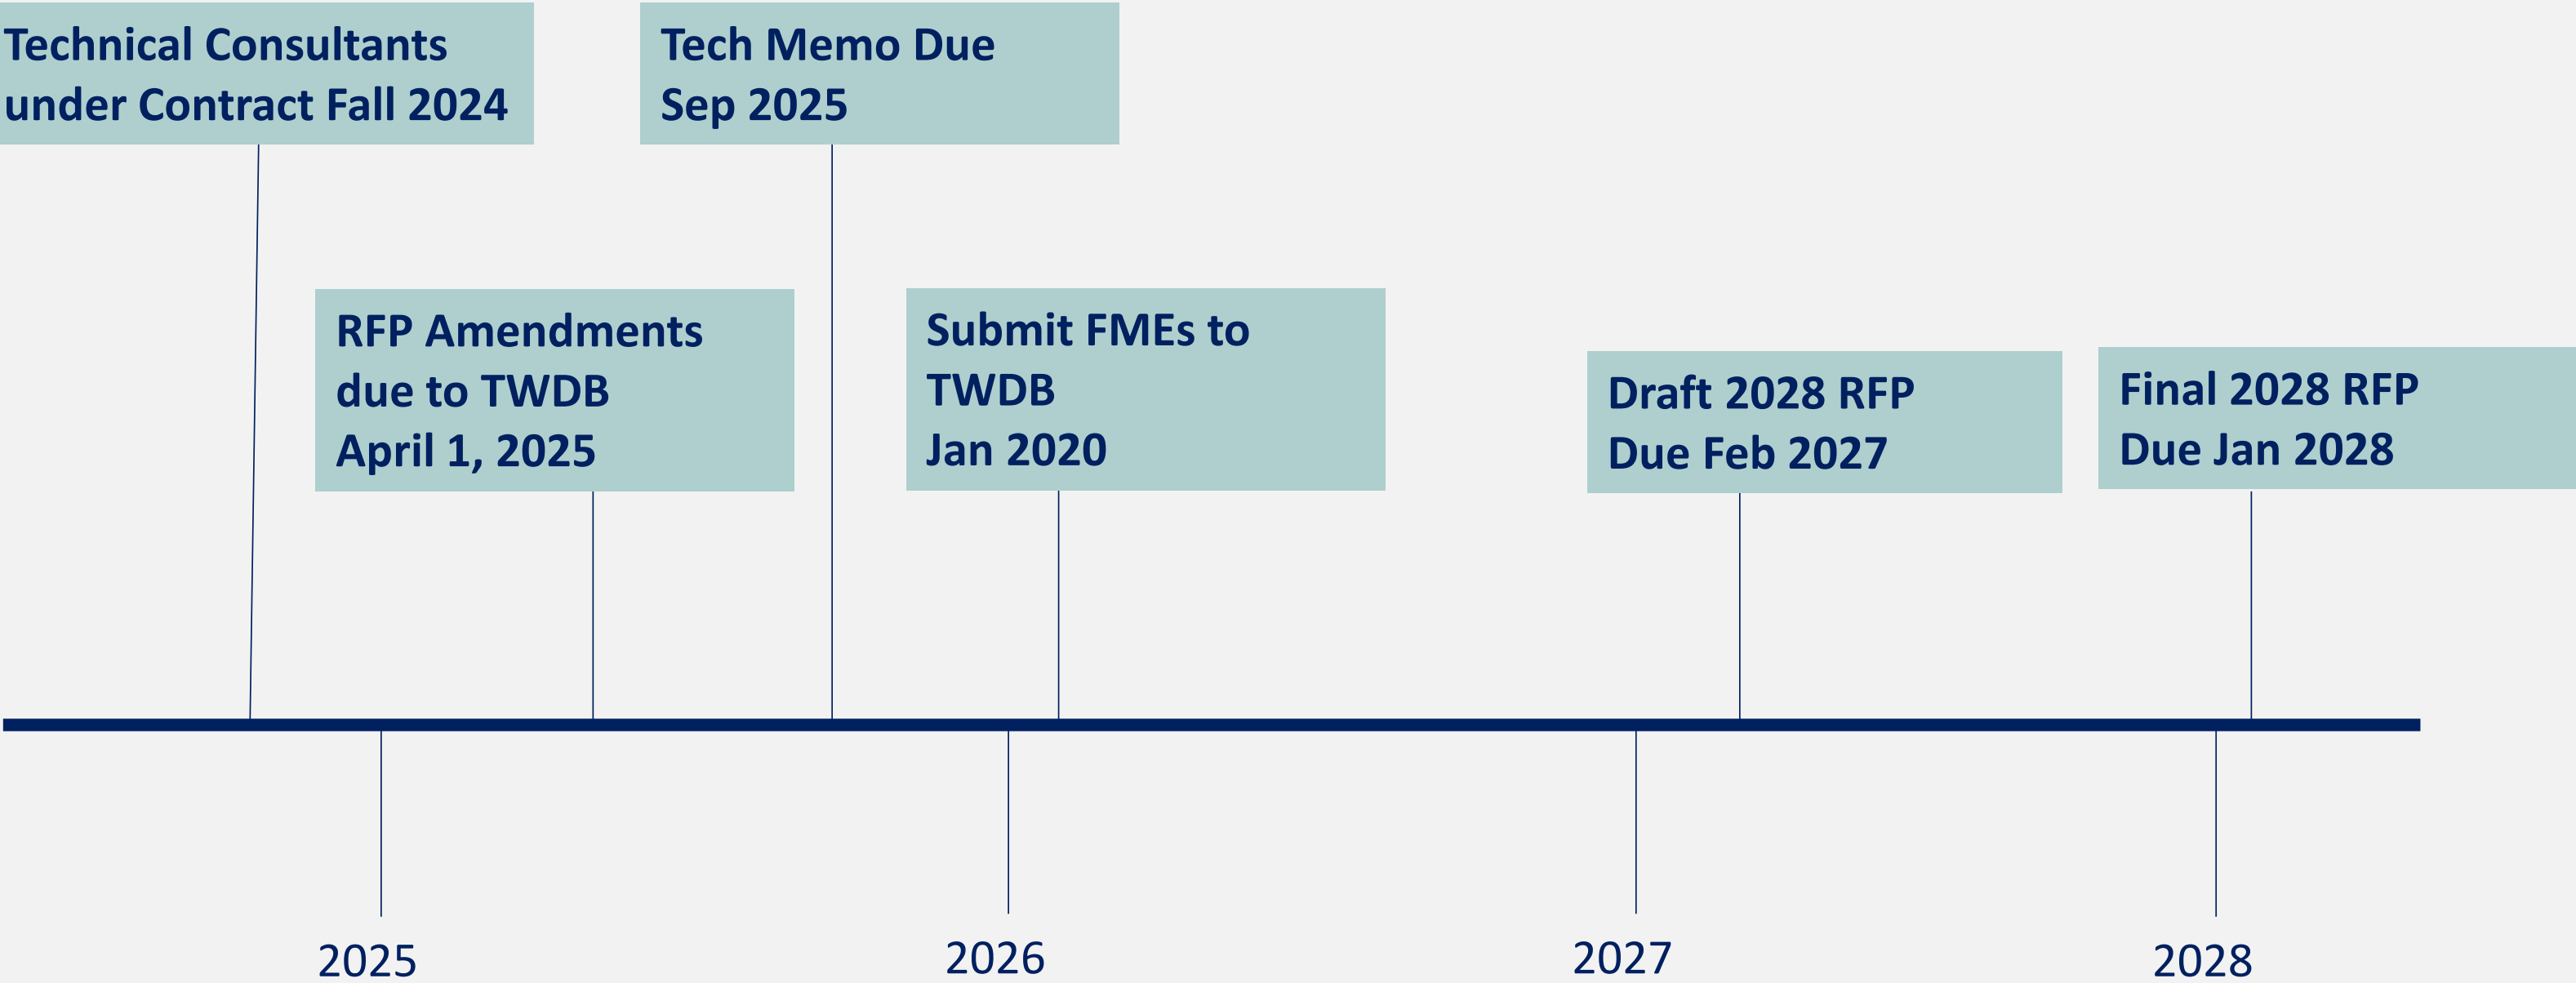 Technical Consultants
under Contract Fall 2024
Tech Memo Due
Sep 2025
RFP Amendments
due to TWDB
April 1, 2025
Submit FMEs to
TWDB
Jan 2020
Draft 2028 RFP
Due Feb 2027
Final 2028 RFP
Due Jan 2028
2025
2026
2027
2028